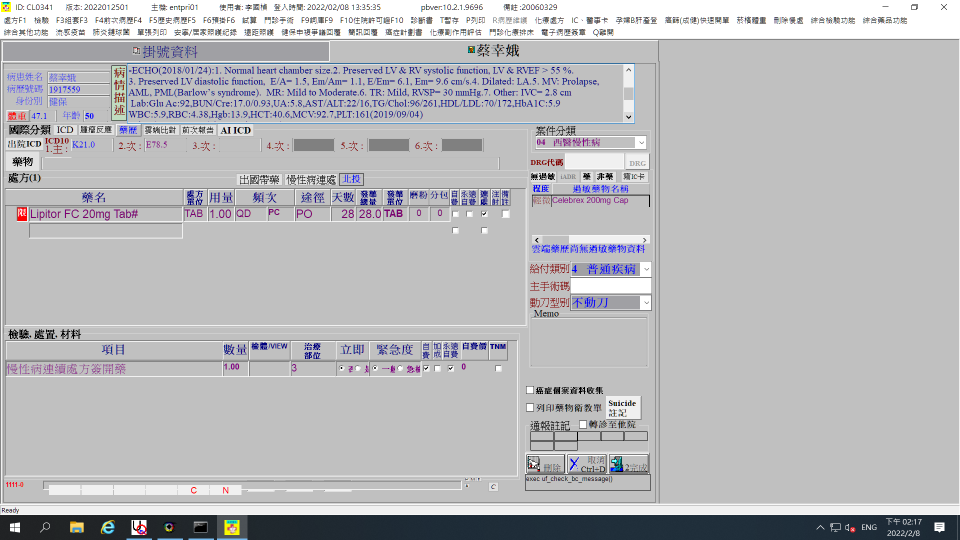 ID: CL0341 版本: 2022012501 主檔: entpri01 使用者: 李國楨 登入時間: 2022/02/08 13:35:35 pbver:10.2.1.9696 備註:20060329
處方F1 檢驗 F3組套F3 F4前次病歷F4 F5歷史病歷F5 F6預掛F6 試算 門診手術 F9詞庫F9 F10住院許可證F10 診斷書 T暫存 P列印 R病歷後續 化療處方 IC、醫事卡 孕婦B肝產登 癌篩(成健)快速開單 菸檳體重 刪除優處 綜合檢驗功能 綜合藥品功能
綜合其他功能 流感疫苗 肺炎鏈球菌 單張列印 安寧/居家照護紀錄 遠距照護 健保申複爭議回覆 簡訊回覆 癌症計劃書 化療副作用評估 門診化療排床 電子病歷簽章 Q離開
掛號資料
蔡幸娥
病患姓名 蔡幸娥
病歷號碼 1917559
身份別 健保
體重 47.1 年齡 50
病情描述
-ECHO(2018/01/24):1. Normal heart chamber size.2. Preserved LV & RV systolic function, LV & RVEF > 55 %.
3. Preserved LV diastolic function, E/A= 1.5, Em/Am= 1.1, E/Em= 6.1, Em= 9.6 cm/s.4. Dilated: LA.5. MV: Prolapse,
AML, PML(Barlow's syndrome). MR: Mild to Moderate.6. TR: Mild, RVSP= 30 mmHg.7. Other: IVC= 2.8 cm
Lab:Glu Ac:92,BUN/Cre:17.0/0.93,UA:5.8,AST/ALT:22/16,TG/Chol:96/261,HDL/LDL:70/172,HbA1C:5.9
WBC:5.9,RBC:4.38,Hgb:13.9,HCT:40.6,MCV:92.7,PLT:161(2019/09/04)
國際分類 ICD 腫瘤反應 藥歷 雲端比對 前次報告 AI ICD
出院ICD ICD10 1.主: K21.0 2.次: E78.5 3.次: 4.次: 5.次: 6.次:
藥物
處方(1) 出國帶藥 慢性病連處 北投
藥名 處方單位 用量 頻次 途徑 天數 發藥總量 發藥單位 磨粉 分包 自費 永遠自費 連處 注射 備註
限 Lipitor FC 20mg Tab# TAB 1.00 QD PC PO 28 28.0 TAB 0 0
檢驗, 處置, 材料
項目 數量 檢體/VIEW 治療部位 立即 緊急度 自費 加成 永遠自費 自費價 TNM
慢性病連續處方簽開藥 1.00 3 0
案件分類
04 西醫慢性病
DRG代碼 DRG
無過敏 iADR 藥 非藥 寫IC卡
程度 過敏藥物名稱
輕微 Celebrex 200mg Cap
雲端藥歷尚無過敏藥物資料
給付類別 4 普通疾病
主手術碼
動刀型別 不動刀
Memo
癌症個案資料收集
列印藥物衛教單 Suicide 註記
通報註記 轉診至他院
刪除 取消 Ctrl+D F12完成
exec uf_check_bc_message()
1111-0 C N C
Ready
ENG 下午 02:17
2022/2/8